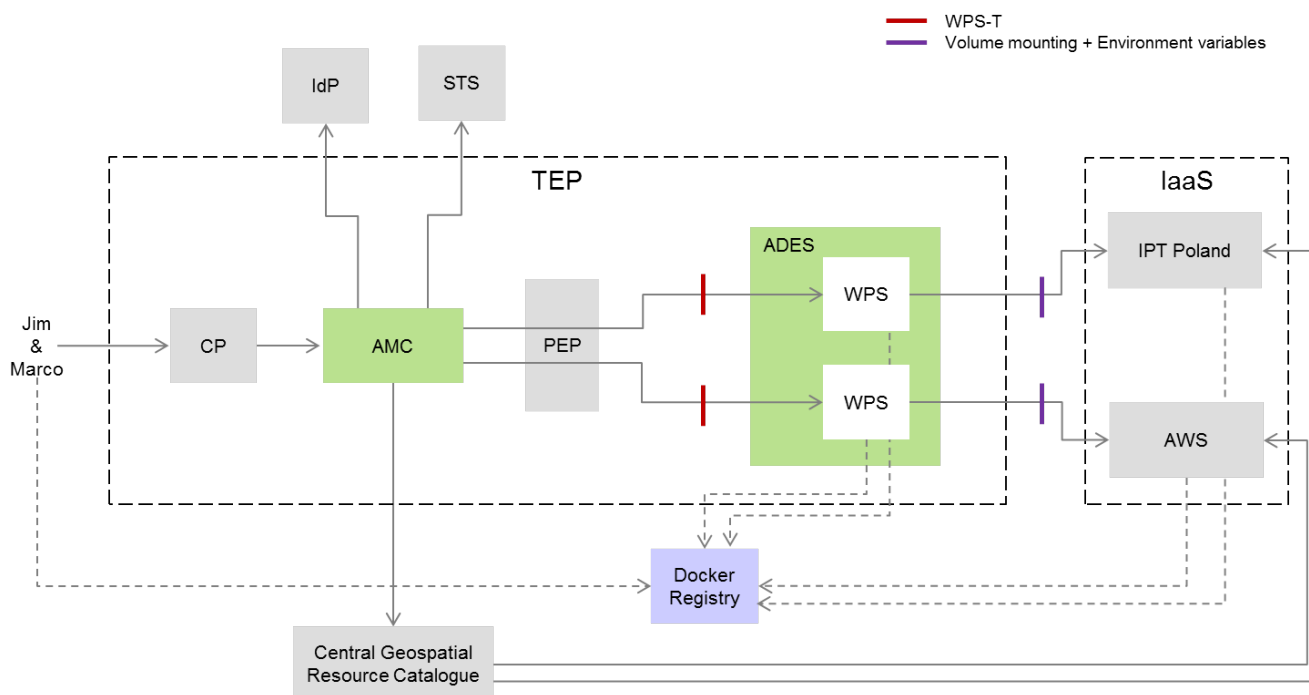 WPS-T
Volume mounting + Environment variables
IdP
STS
TEP
IaaS
ADES
IPT Poland
WPS
Jim
&
Marco
CP
AMC
PEP
WPS
AWS
Docker
Registry
Central Geospatial
Resource Catalogue